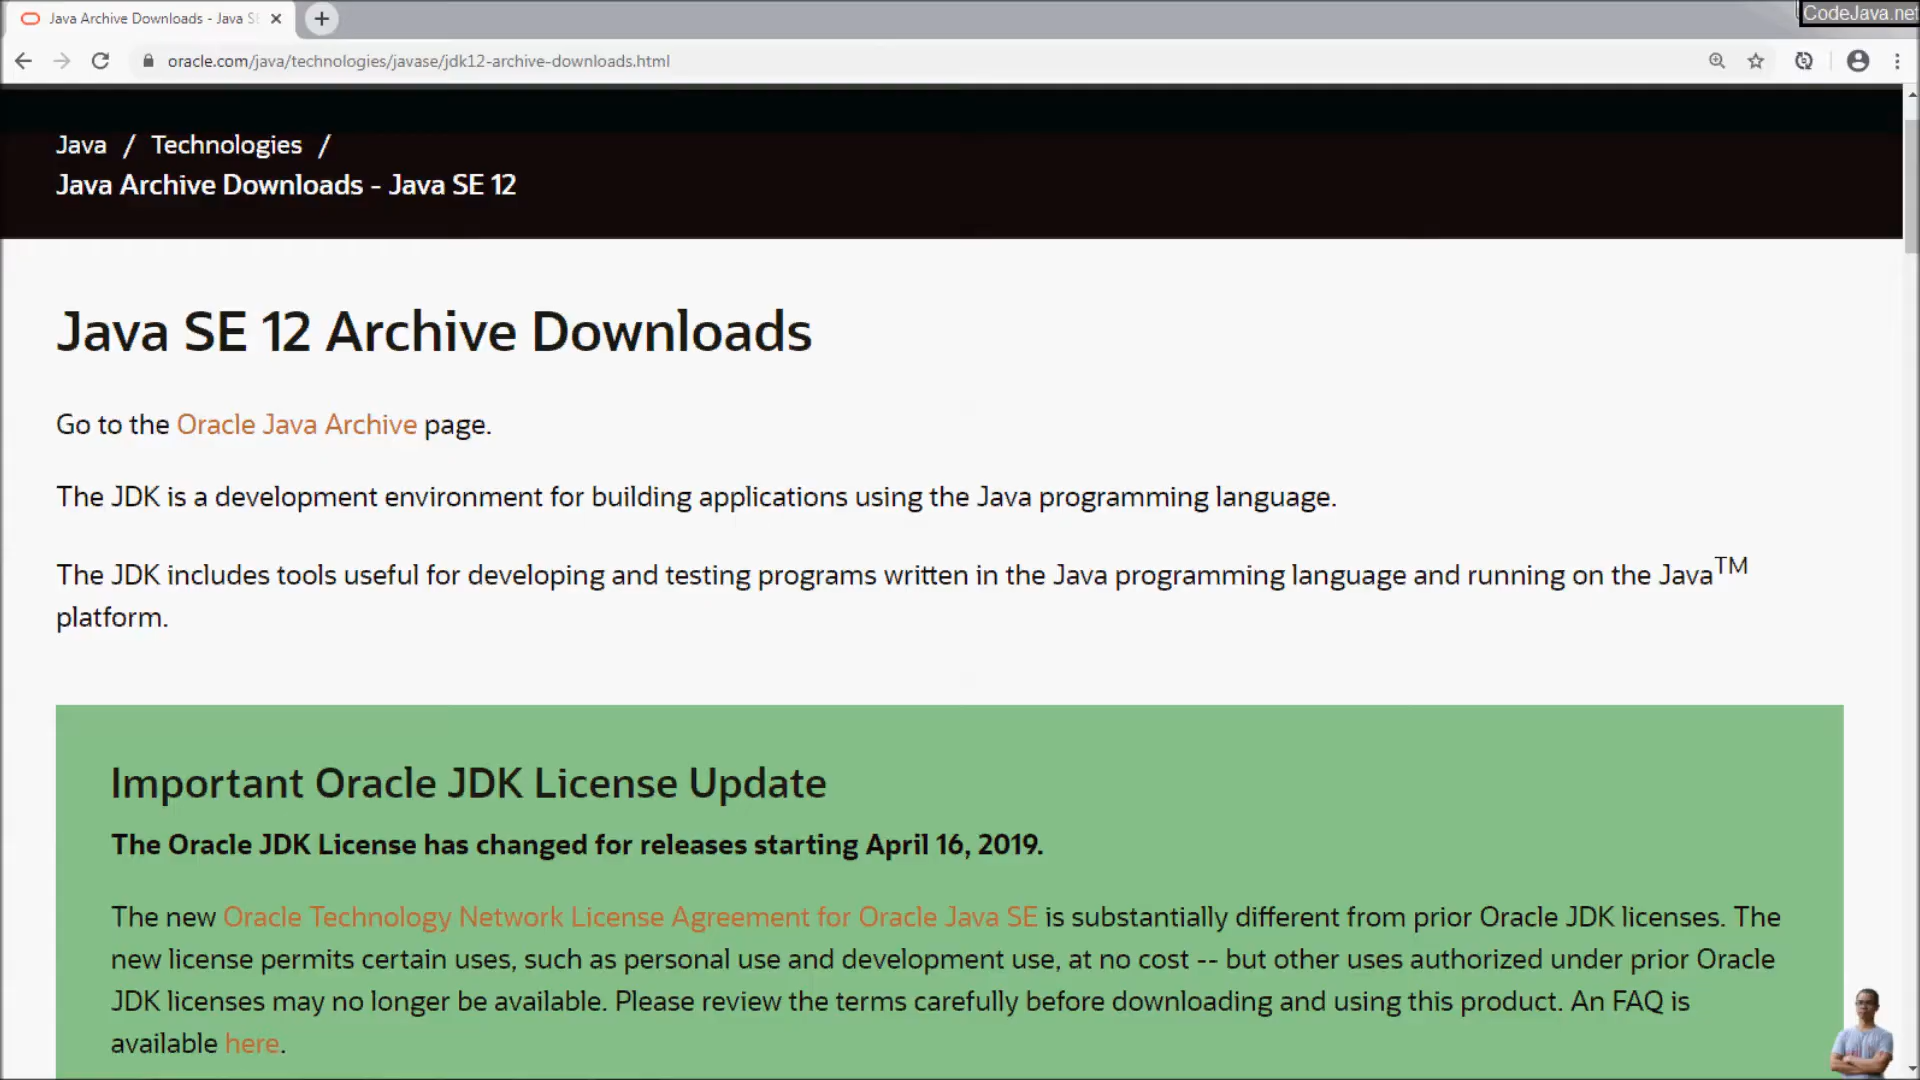 Java Archive Downloads - Java S
CodeJava.net
oracle.com/java/technologies/javase/jdk12-archive-downloads.html
Java / Technologies /
Java Archive Downloads - Java SE 12
Java SE 12 Archive Downloads
Go to the Oracle Java Archive page.
The JDK is a development environment for building applications using the Java programming language.
The JDK includes tools useful for developing and testing programs written in the Java programming language and running on the Java™
platform.
Important Oracle JDK License Update
The Oracle JDK License has changed for releases starting April 16, 2019.
The new Oracle Technology Network License Agreement for Oracle Java SE is substantially different from prior Oracle JDK licenses. The
new license permits certain uses, such as personal use and development use, at no cost -- but other uses authorized under prior Oracle
JDK licenses may no longer be available. Please review the terms carefully before downloading and using this product. An FAQ is
available here.